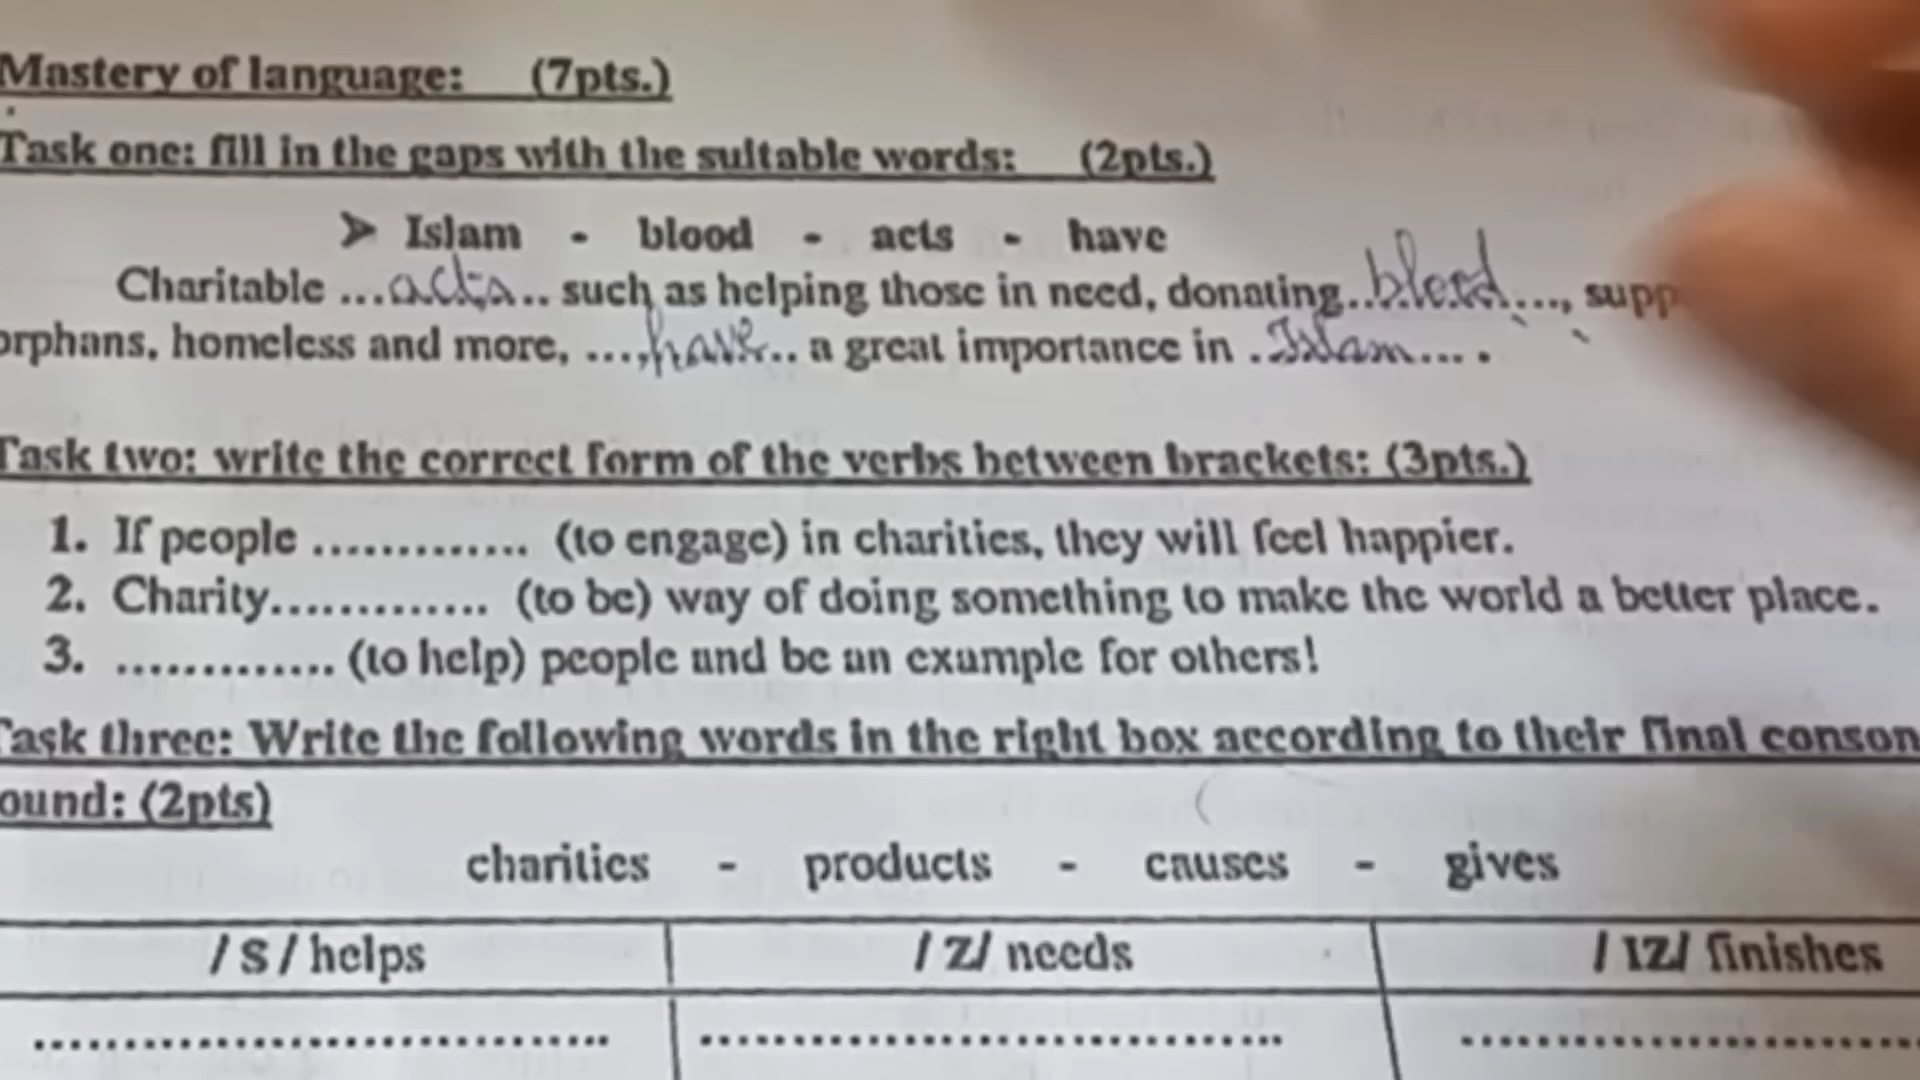 Mastery of language: (7pts.)
Task one: fill in the gaps with the suitable words: (2pts.)
➤ Islam - blood - acts - have
Charitable ...acts.. such as helping those in need, donating..blood...., supp
orphans, homeless and more, ....have... a great importance in .Islam.... .
Task two: write the correct form of the verbs between brackets: (3pts.)
1. If people ............. (to engage) in charities, they will feel happier.
2. Charity............. (to be) way of doing something to make the world a better place.
3. ............. (to help) people and be an example for others!
Task three: Write the following words in the right box according to their final conson
ound: (2pts)
charities - products - causes - gives
/ s / helps / z/ needs / ɪz/ finishes